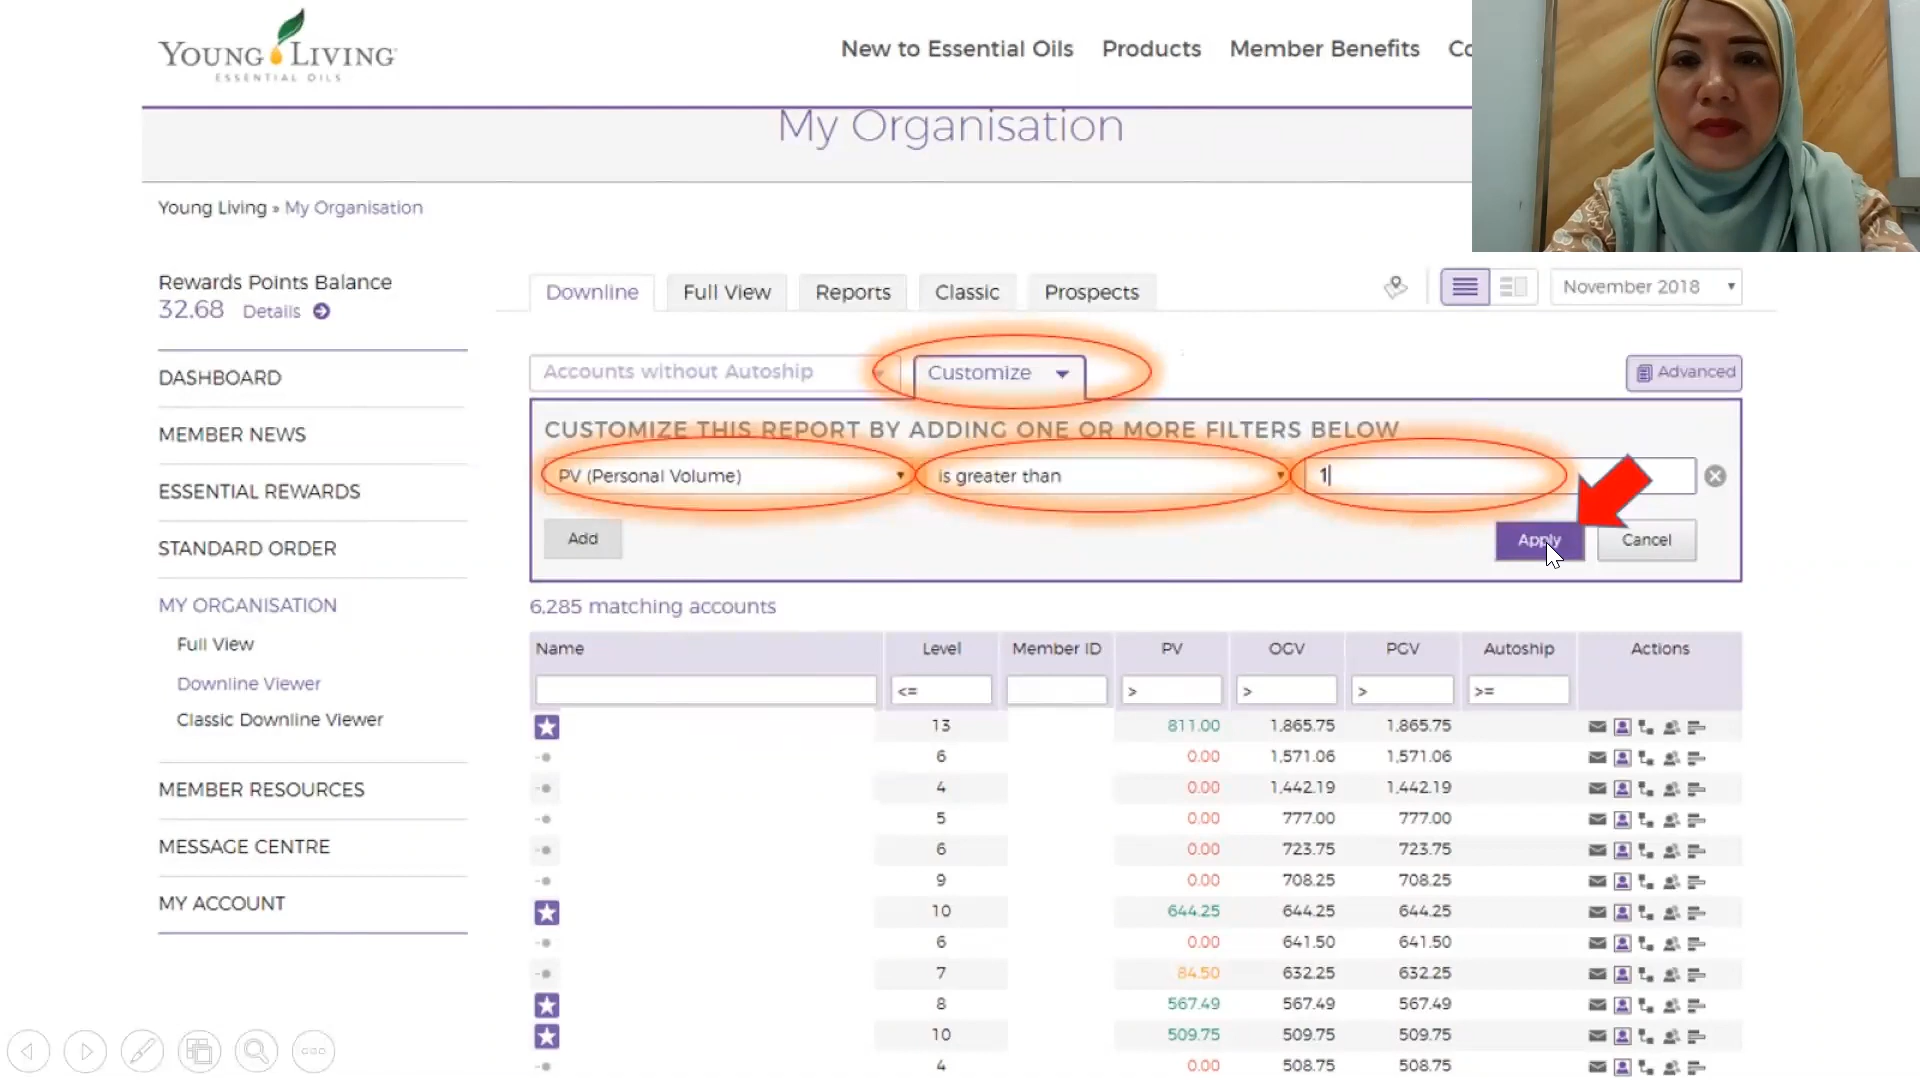 YOUNG LIVING
ESSENTIAL OILS
New to Essential Oils Products Member Benefits Co
My Organisation
Young Living » My Organisation
Rewards Points Balance
32.68 Details
DASHBOARD
MEMBER NEWS
ESSENTIAL REWARDS
STANDARD ORDER
MY ORGANISATION
Full View
Downline Viewer
Classic Downline Viewer
MEMBER RESOURCES
MESSAGE CENTRE
MY ACCOUNT
Downline Full View Reports Classic Prospects November 2018
Accounts without Autoship Customize Advanced
CUSTOMIZE THIS REPORT BY ADDING ONE OR MORE FILTERS BELOW
PV (Personal Volume) is greater than 1
Add Apply Cancel
6,285 matching accounts
Name Level Member ID PV OGV PGV Autoship Actions
<= > > > >=
13 811.00 1,865.75 1,865.75
6 0.00 1,571.06 1,571.06
4 0.00 1,442.19 1,442.19
5 0.00 777.00 777.00
6 0.00 723.75 723.75
9 0.00 708.25 708.25
10 644.25 644.25 644.25
6 0.00 641.50 641.50
7 84.50 632.25 632.25
8 567.49 567.49 567.49
10 509.75 509.75 509.75
4 0.00 508.75 508.75